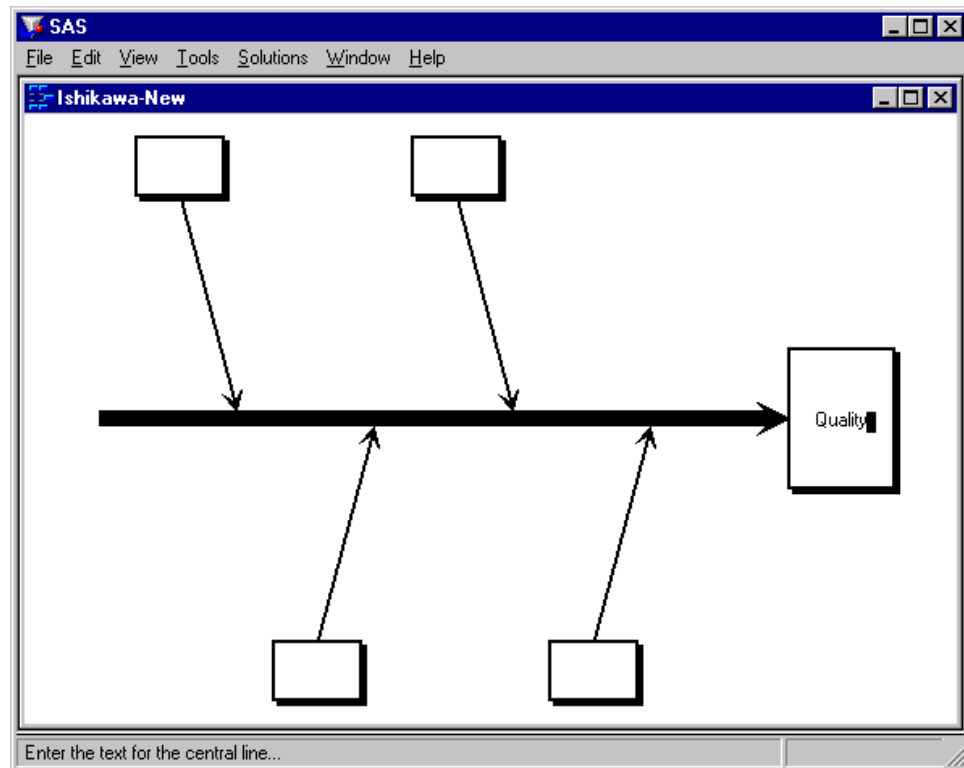 SAS
File Edit View Tools Solutions Window Help
Ishikawa-New
Quality
Enter the text for the central line...